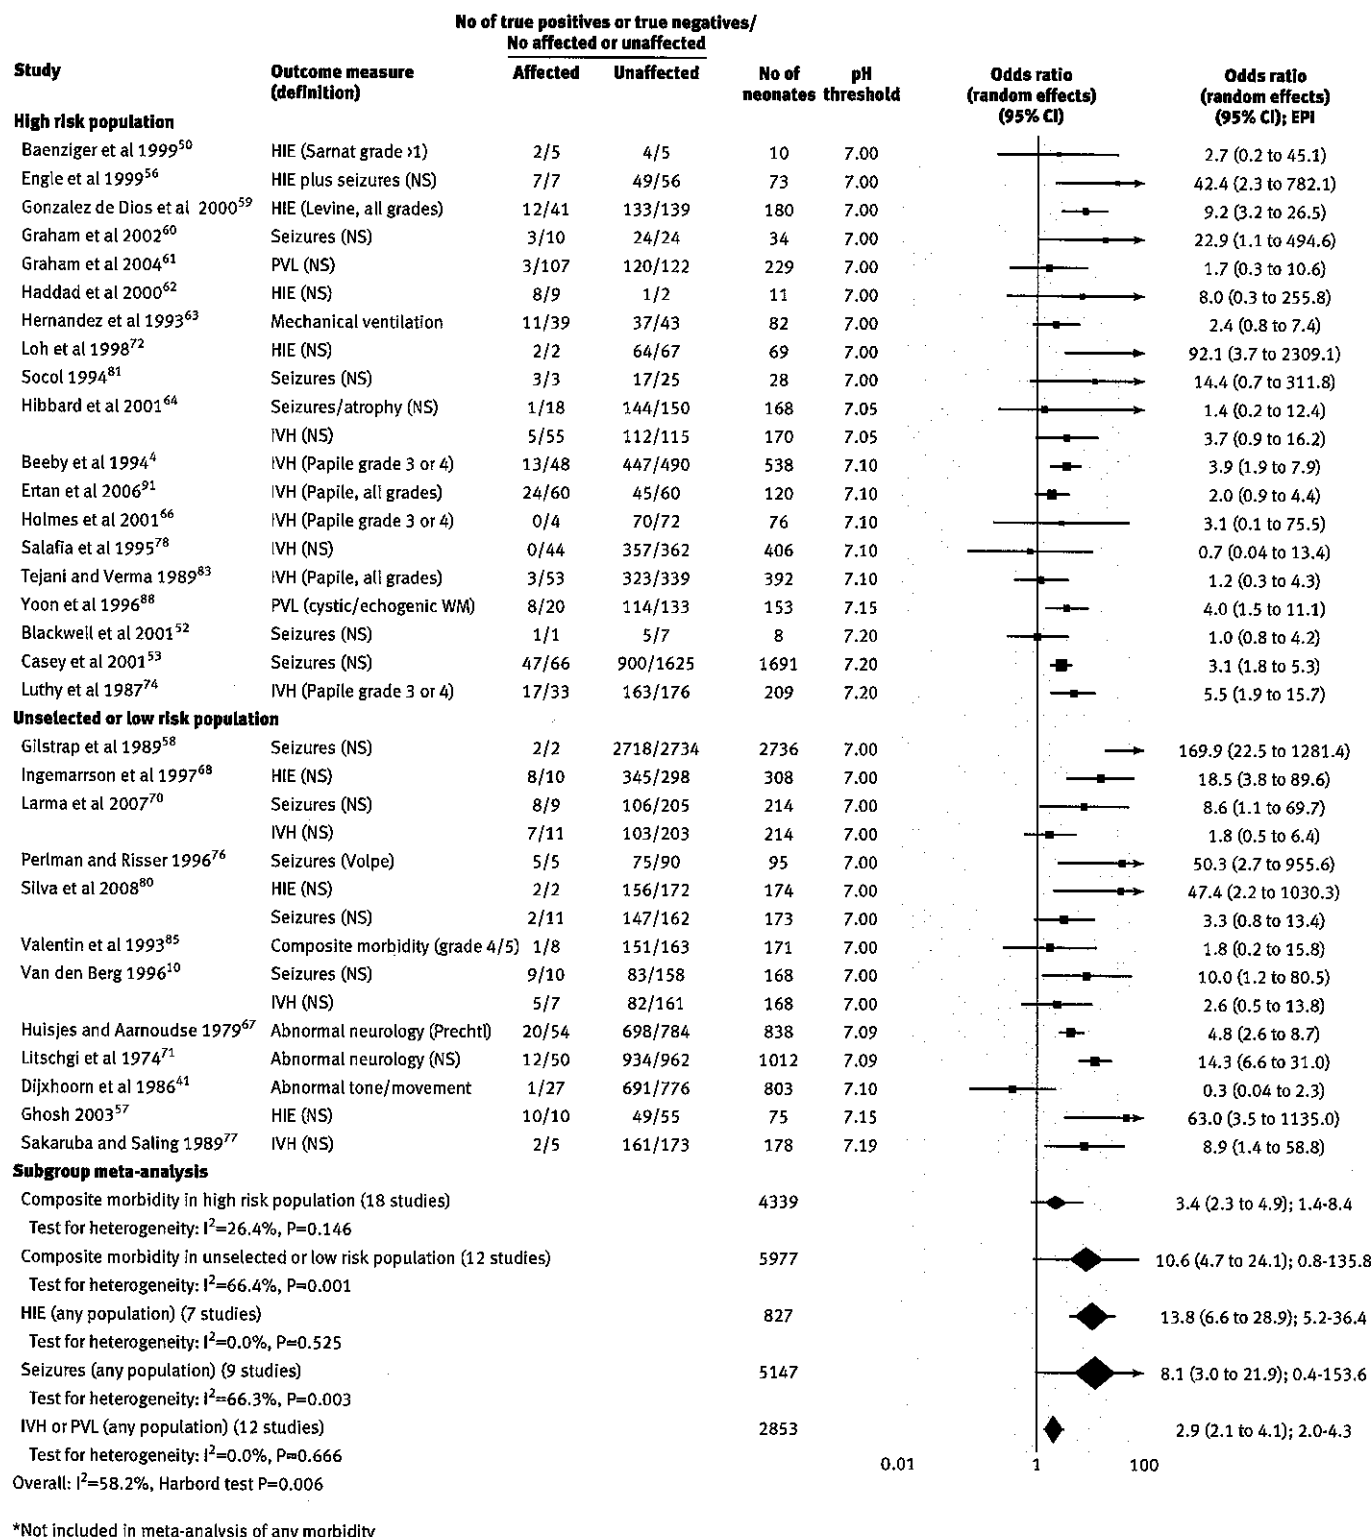 No of true positives or true negatives/
No affected or unaffected
Study Outcome measure (definition) Affected Unaffected No of neonates pH threshold Odds ratio (random effects) (95% CI) Odds ratio (random effects) (95% CI); EPI
High risk population
Baenziger et al 1999⁵⁰ HIE (Sarnat grade >1) 2/5 4/5 10 7.00 2.7 (0.2 to 45.1)
Engle et al 1999⁵⁶ HIE plus seizures (NS) 7/7 49/56 73 7.00 42.4 (2.3 to 782.1)
Gonzalez de Dios et al 2000⁵⁹ HIE (Levine, all grades) 12/41 133/139 180 7.00 9.2 (3.2 to 26.5)
Graham et al 2002⁶⁰ Seizures (NS) 3/10 24/24 34 7.00 22.9 (1.1 to 494.6)
Graham et al 2004⁶¹ PVL (NS) 3/107 120/122 229 7.00 1.7 (0.3 to 10.6)
Haddad et al 2000⁶² HIE (NS) 8/9 1/2 11 7.00 8.0 (0.3 to 255.8)
Hernandez et al 1993⁶³ Mechanical ventilation 11/39 37/43 82 7.00 2.4 (0.8 to 7.4)
Loh et al 1998⁷² HIE (NS) 2/2 64/67 69 7.00 92.1 (3.7 to 2309.1)
Socol 1994⁸¹ Seizures (NS) 3/3 17/25 28 7.00 14.4 (0.7 to 311.8)
Hibbard et al 2001⁶⁴ Seizures/atrophy (NS) 1/18 144/150 168 7.05 1.4 (0.2 to 12.4)
IVH (NS) 5/55 112/115 170 7.05 3.7 (0.9 to 16.2)
Beeby et al 1994⁴ IVH (Papile grade 3 or 4) 13/48 447/490 538 7.10 3.9 (1.9 to 7.9)
Ertan et al 2006⁹¹ IVH (Papile, all grades) 24/60 45/60 120 7.10 2.0 (0.9 to 4.4)
Holmes et al 2001⁶⁶ IVH (Papile grade 3 or 4) 0/4 70/72 76 7.10 3.1 (0.1 to 75.5)
Salafia et al 1995⁷⁸ IVH (NS) 0/44 357/362 406 7.10 0.7 (0.04 to 13.4)
Tejani and Verma 1989⁸³ IVH (Papile, all grades) 3/53 323/339 392 7.10 1.2 (0.3 to 4.3)
Yoon et al 1996⁸⁸ PVL (cystic/echogenic WM) 8/20 114/133 153 7.15 4.0 (1.5 to 11.1)
Blackwell et al 2001⁵² Seizures (NS) 1/1 5/7 8 7.20 1.0 (0.8 to 4.2)
Casey et al 2001⁵³ Seizures (NS) 47/66 900/1625 1691 7.20 3.1 (1.8 to 5.3)
Luthy et al 1987⁷⁴ IVH (Papile grade 3 or 4) 17/33 163/176 209 7.20 5.5 (1.9 to 15.7)
Unselected or low risk population
Gilstrap et al 1989⁵⁸ Seizures (NS) 2/2 2718/2734 2736 7.00 169.9 (22.5 to 1281.4)
Ingemarrson et al 1997⁶⁸ HIE (NS) 8/10 345/298 308 7.00 18.5 (3.8 to 89.6)
Larma et al 2007⁷⁰ Seizures (NS) 8/9 106/205 214 7.00 8.6 (1.1 to 69.7)
IVH (NS) 7/11 103/203 214 7.00 1.8 (0.5 to 6.4)
Perlman and Risser 1996⁷⁶ Seizures (Volpe) 5/5 75/90 95 7.00 50.3 (2.7 to 955.6)
Silva et al 2008⁸⁰ HIE (NS) 2/2 156/172 174 7.00 47.4 (2.2 to 1030.3)
Seizures (NS) 2/11 147/162 173 7.00 3.3 (0.8 to 13.4)
Valentin et al 1993⁸⁵ Composite morbidity (grade 4/5) 1/8 151/163 171 7.00 1.8 (0.2 to 15.8)
Van den Berg 1996¹⁰ Seizures (NS) 9/10 83/158 168 7.00 10.0 (1.2 to 80.5)
IVH (NS) 5/7 82/161 168 7.00 2.6 (0.5 to 13.8)
Huisjes and Aarnoudse 1979⁶⁷ Abnormal neurology (Prechtl) 20/54 698/784 838 7.09 4.8 (2.6 to 8.7)
Litschgi et al 1974⁷¹ Abnormal neurology (NS) 12/50 934/962 1012 7.09 14.3 (6.6 to 31.0)
Dijxhoorn et al 1986⁴¹ Abnormal tone/movement 1/27 691/776 803 7.10 0.3 (0.04 to 2.3)
Ghosh 2003⁵⁷ HIE (NS) 10/10 49/55 75 7.15 63.0 (3.5 to 1135.0)
Sakaruba and Saling 1989⁷⁷ IVH (NS) 2/5 161/173 178 7.19 8.9 (1.4 to 58.8)
Subgroup meta-analysis
Composite morbidity in high risk population (18 studies) 4339 3.4 (2.3 to 4.9); 1.4-8.4
Test for heterogeneity: I²=26.4%, P=0.146
Composite morbidity in unselected or low risk population (12 studies) 5977 10.6 (4.7 to 24.1); 0.8-135.8
Test for heterogeneity: I²=66.4%, P=0.001
HIE (any population) (7 studies) 827 13.8 (6.6 to 28.9); 5.2-36.4
Test for heterogeneity: I²=0.0%, P=0.525
Seizures (any population) (9 studies) 5147 8.1 (3.0 to 21.9); 0.4-153.6
Test for heterogeneity: I²=66.3%, P=0.003
IVH or PVL (any population) (12 studies) 2853 2.9 (2.1 to 4.1); 2.0-4.3
Test for heterogeneity: I²=0.0%, P=0.666
0.01 1 100
Overall: I²=58.2%, Harbord test P=0.006
*Not included in meta-analysis of any morbidity